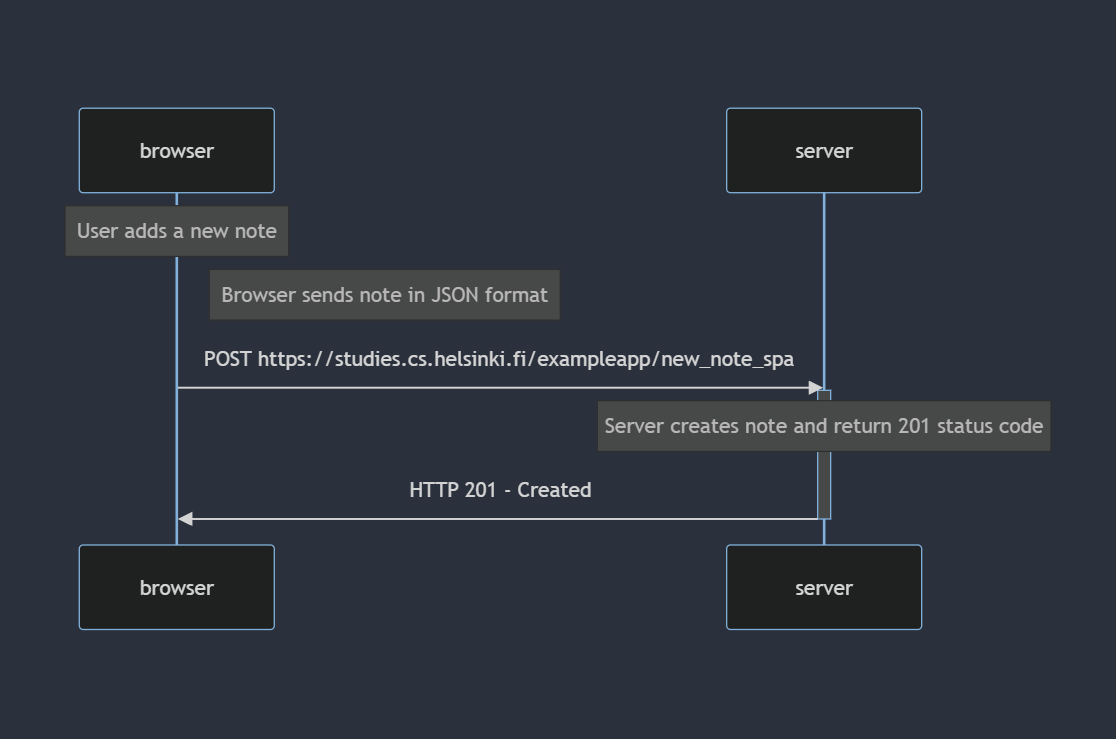 browser
server
User adds a new note
Browser sends note in JSON format
POST https://studies.cs.helsinki.fi/exampleapp/new_note_spa
Server creates note and return 201 status code
HTTP 201 - Created
browser
server